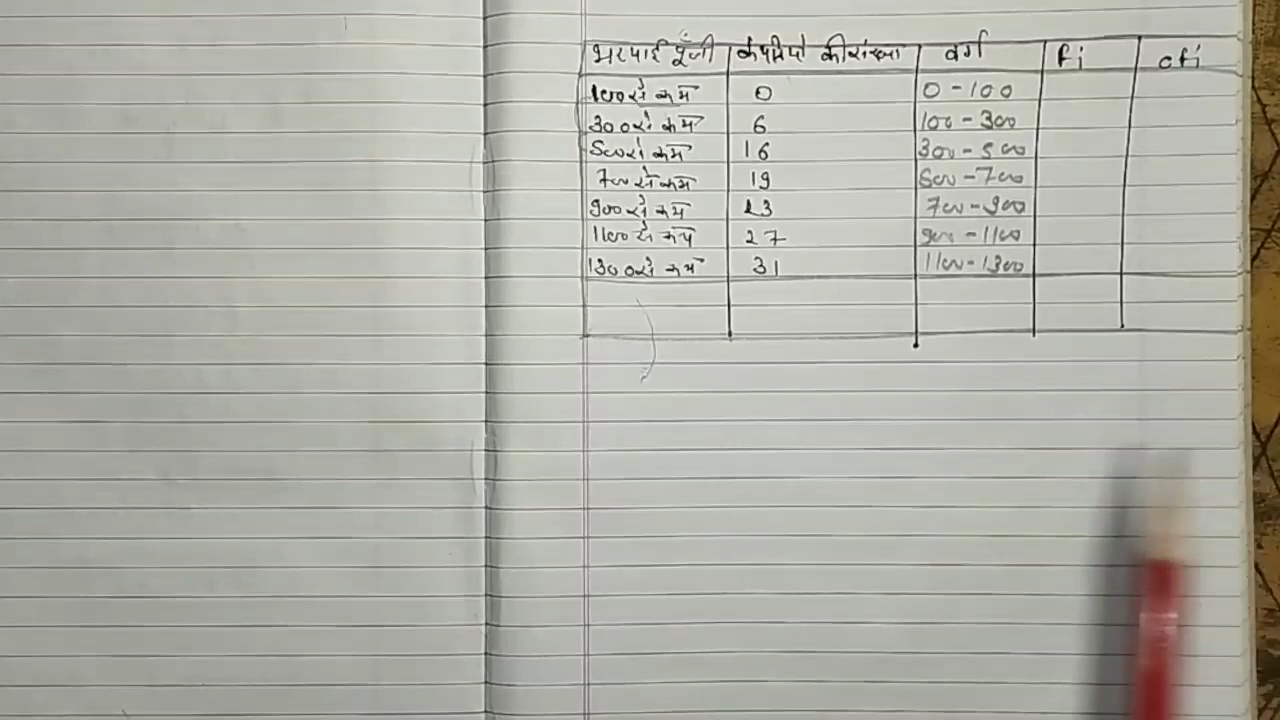 भरपाई पूँजी कंपनियों की संख्या वर्ग fi cfi
100 से कम 0 0-100
300 से कम 6 100-300
500 से कम 16 300-500
700 से कम 19 500-700
900 से कम 23 700-900
1100 से कम 27 900-1100
1300 से कम 31 1100-1300